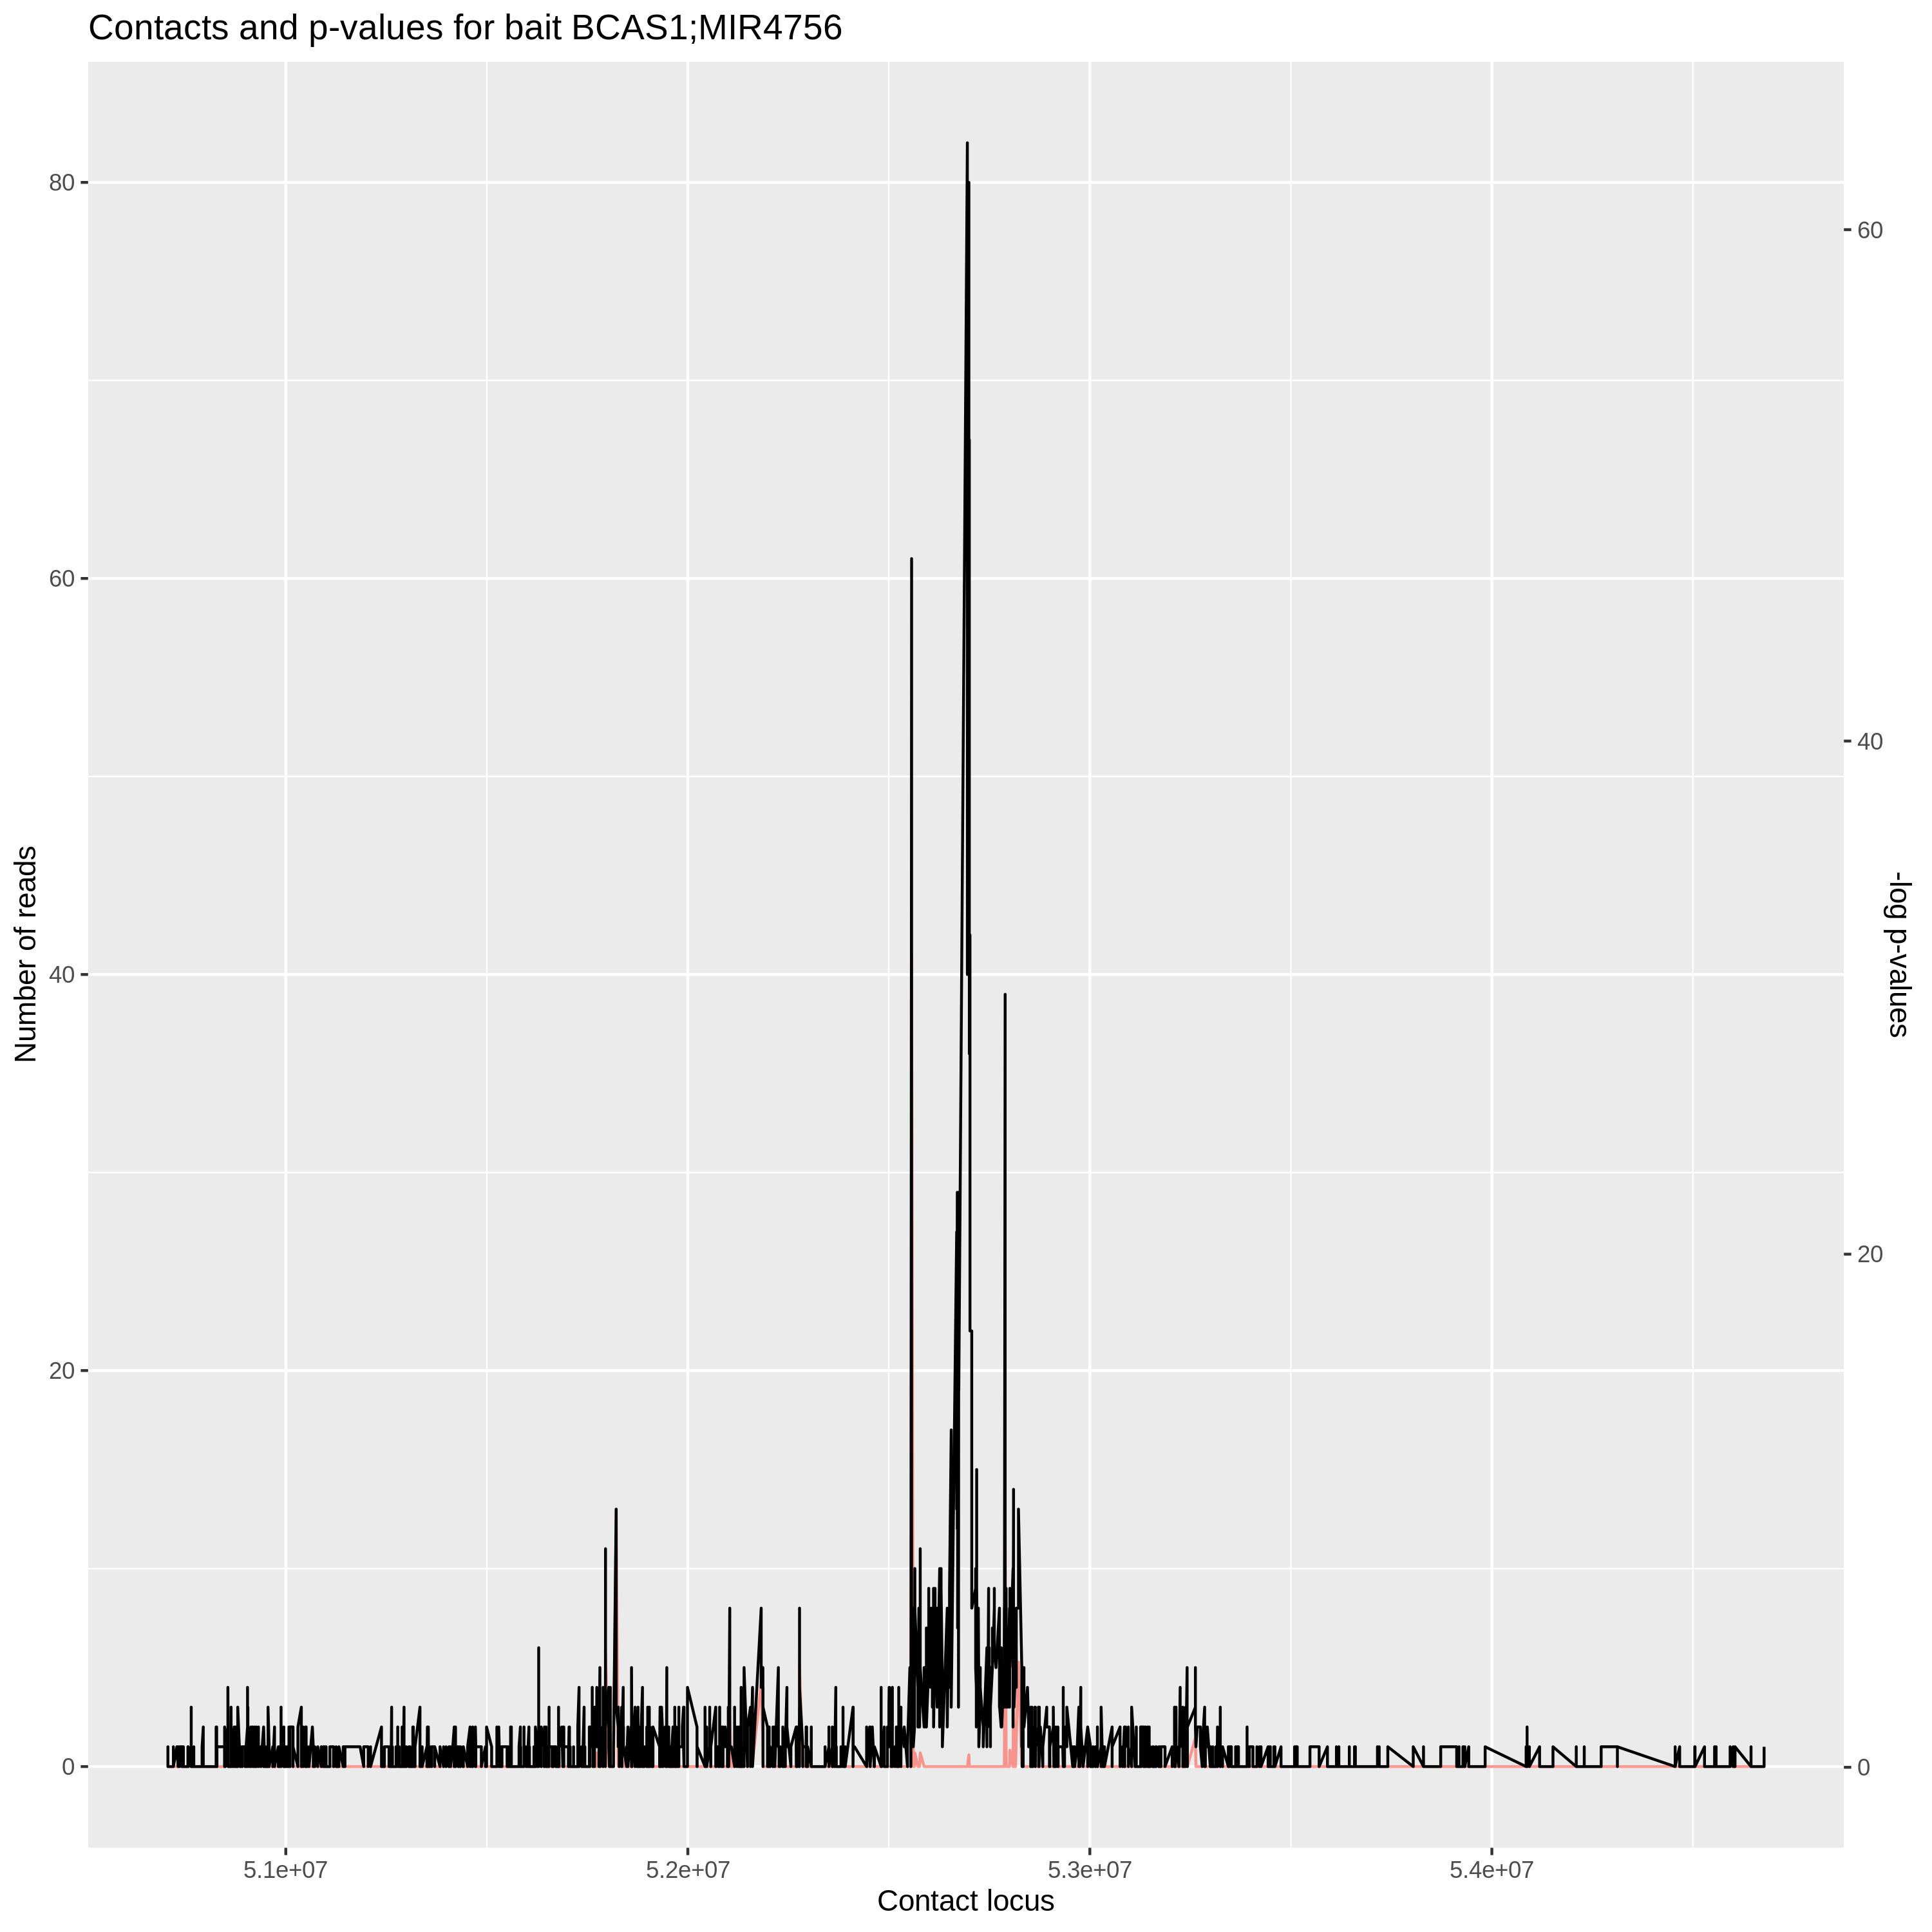 Contacts and p-values for bait BCAS1;MIR4756
80
60
40
20
0
60
40
20
0
Number of reads
-log p-values
5.1e+07 5.2e+07 5.3e+07 5.4e+07
Contact locus